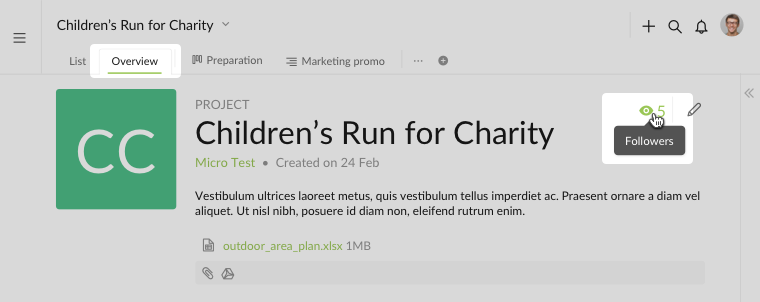 Children's Run for Charity
List Overview Preparation Marketing promo ...
CC
PROJECT
5
Children's Run for Charity
Followers
Micro Test • Created on 24 Feb
Vestibulum ultrices laoreet metus, quis vestibulum tellus imperdiet ac. Praesent ornare a diam vel
aliquet. Ut nisl nibh, posuere id diam non, eleifend rutrum enim.
outdoor_area_plan.xlsx 1MB